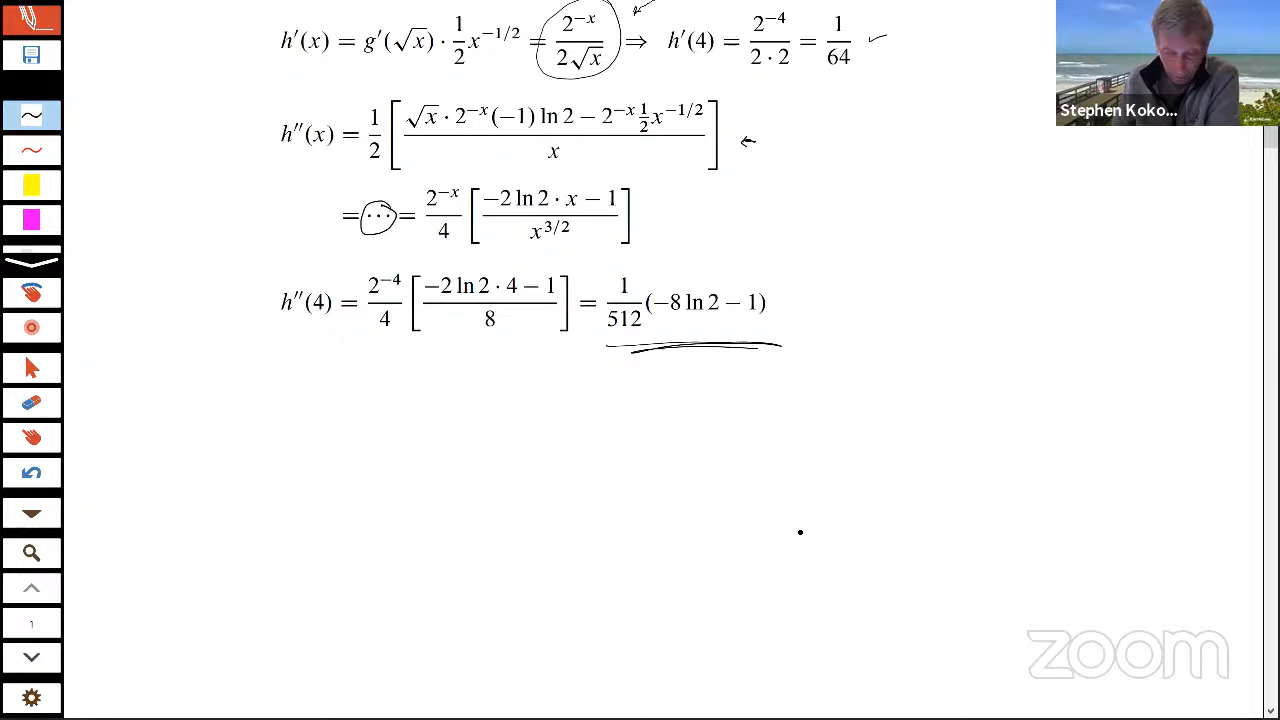 h′(x) = g′(√x) · 1/2 x^{−1/2} = 2^{−x}/(2√x) ⇒ h′(4) = 2^{−4}/(2 · 2) = 1/64 ✓
h″(x) = 1/2 [ (√x · 2^{−x}(−1) ln 2 − 2^{−x} 1/2 x^{−1/2}) / x ] ←
= ⋯ = 2^{−x}/4 [ (−2 ln 2 · x − 1) / x^{3/2} ]
h″(4) = 2^{−4}/4 [ (−2 ln 2 · 4 − 1) / 8 ] = 1/512 (−8 ln 2 − 1)
Stephen Koko...
1
zoom